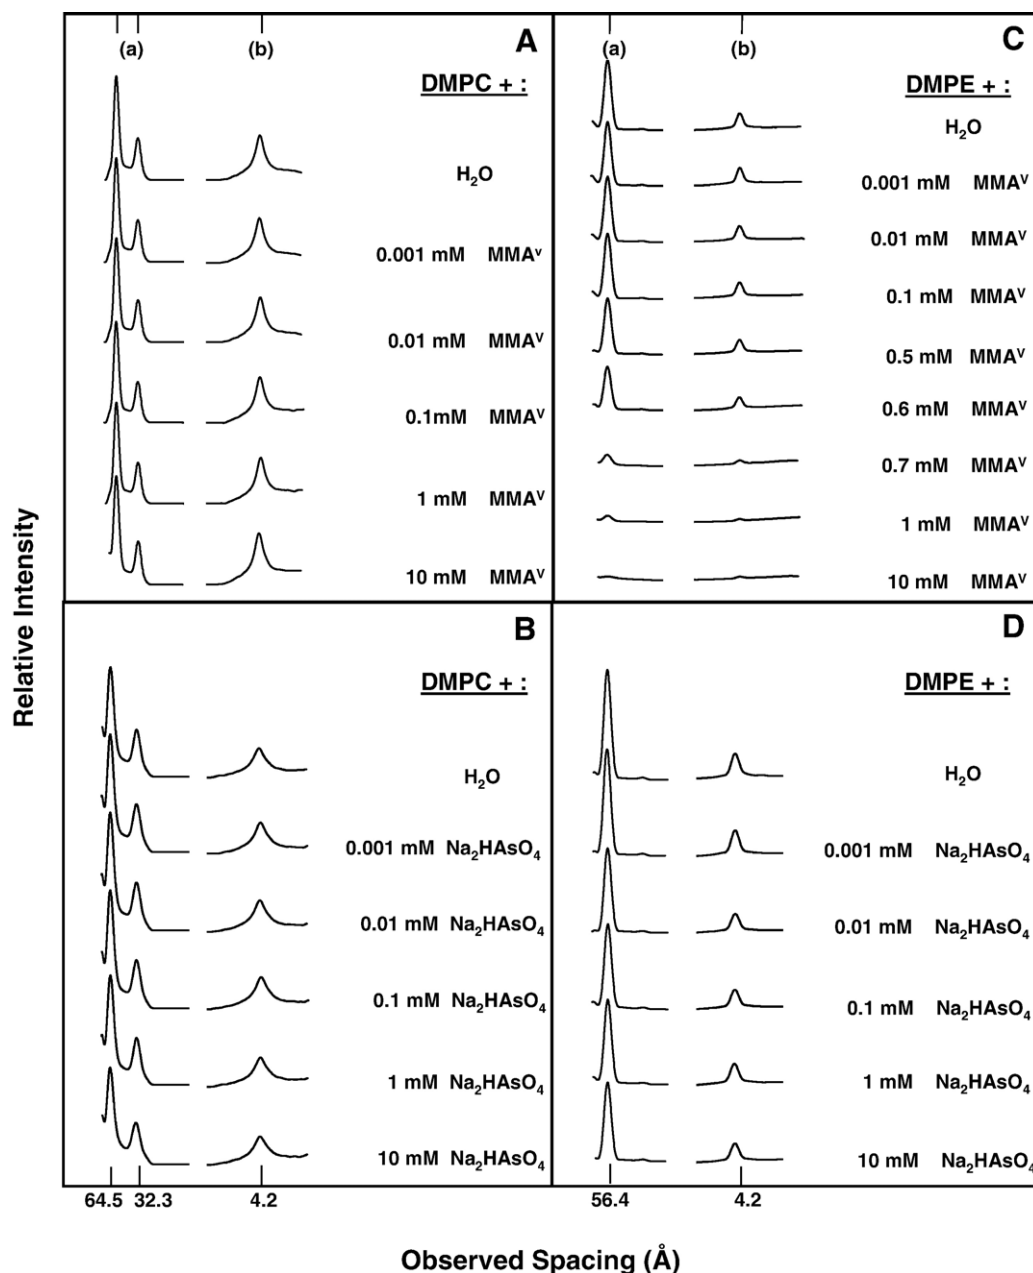 A
(a) (b)
DMPC + :
H₂O
0.001 mM MMAⱽ
0.01 mM MMAⱽ
0.1mM MMAⱽ
1 mM MMAⱽ
10 mM MMAⱽ
C
(a) (b)
DMPE + :
H₂O
0.001 mM MMAⱽ
0.01 mM MMAⱽ
0.1 mM MMAⱽ
0.5 mM MMAⱽ
0.6 mM MMAⱽ
0.7 mM MMAⱽ
1 mM MMAⱽ
10 mM MMAⱽ
Relative Intensity
B
DMPC + :
H₂O
0.001 mM Na₂HAsO₄
0.01 mM Na₂HAsO₄
0.1 mM Na₂HAsO₄
1 mM Na₂HAsO₄
10 mM Na₂HAsO₄
64.5 32.3 4.2
D
DMPE + :
H₂O
0.001 mM Na₂HAsO₄
0.01 mM Na₂HAsO₄
0.1 mM Na₂HAsO₄
1 mM Na₂HAsO₄
10 mM Na₂HAsO₄
56.4 4.2
Observed Spacing (Å)